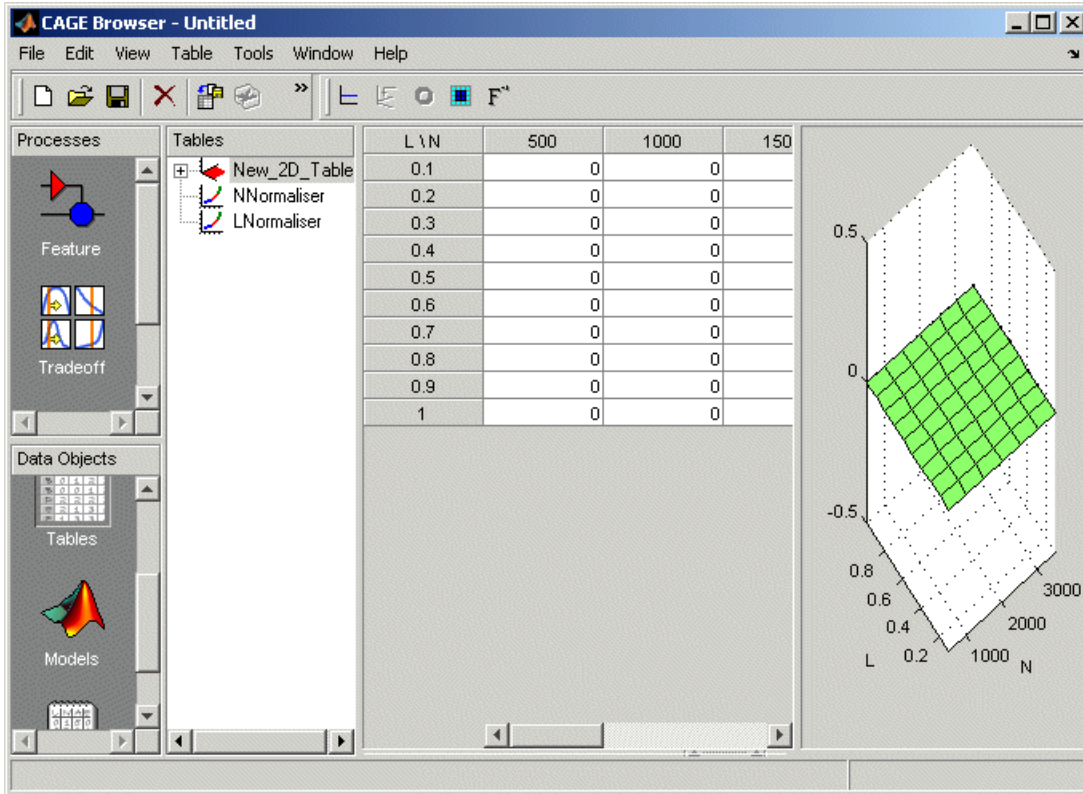 CAGE Browser - Untitled
File Edit View Table Tools Window Help
» F
Processes
Feature
Tradeoff
Data Objects
Tables
Models
Tables
New_2D_Table
NNormaliser
LNormaliser
L \ N 500 1000 150
0.1 0 0
0.2 0 0
0.3 0 0
0.4 0 0
0.5 0 0
0.6 0 0
0.7 0 0
0.8 0 0
0.9 0 0
1 0 0
0.5
0
-0.5
0.8
0.6
0.4
0.2
L
1000
2000
3000
N